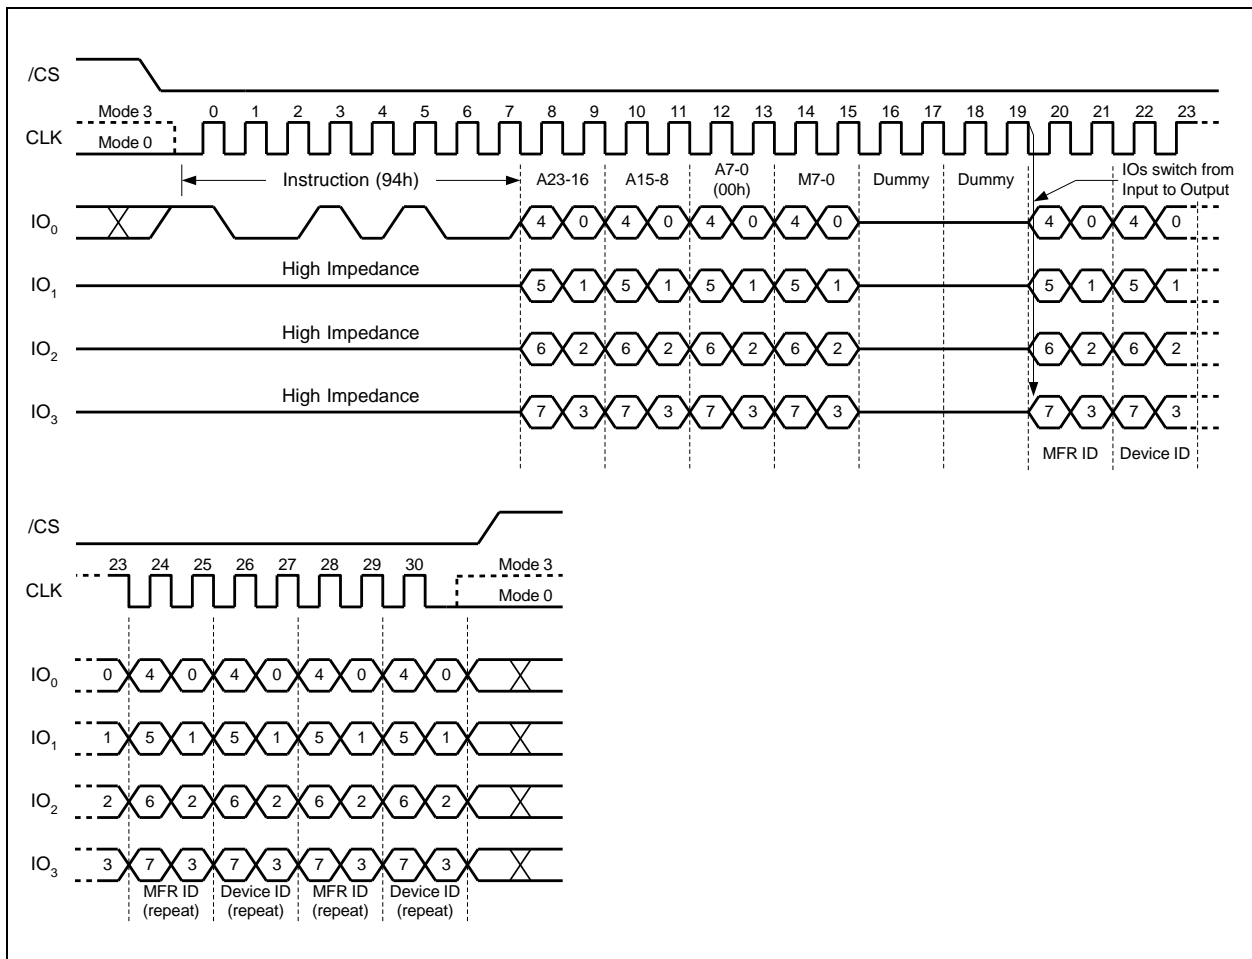 /CS
Mode 3 0 1 2 3 4 5 6 7 8 9 10 11 12 13 14 15 16 17 18 19 20 21 22 23
CLK
Mode 0
Instruction (94h)
A23-16 A15-8 A7-0 (00h) M7-0 Dummy Dummy
IOs switch from
Input to Output
IO0 4 0 4 0 4 0 4 0 4 0 4 0
High Impedance
IO1 5 1 5 1 5 1 5 1 5 1 5 1
High Impedance
IO2 6 2 6 2 6 2 6 2 6 2 6 2
High Impedance
IO3 7 3 7 3 7 3 7 3 7 3 7 3
MFR ID Device ID
/CS
23 24 25 26 27 28 29 30 Mode 3
CLK
Mode 0
IO0 0 4 0 4 0 4 0 4 0
IO1 1 5 1 5 1 5 1 5 1
IO2 2 6 2 6 2 6 2 6 2
IO3 3 7 3 7 3 7 3 7 3
MFR ID Device ID MFR ID Device ID
(repeat) (repeat) (repeat) (repeat)